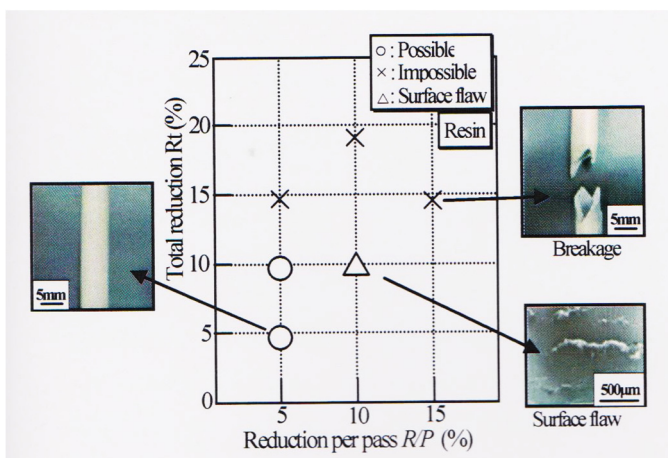 25
20
15
10
5
0
Total reduction Rt (%)
○ : Possible
× : Impossible
△ : Surface flaw
Resin
5mm
5mm
Breakage
500μm
Surface flaw
5
10
15
Reduction per pass R/P (%)